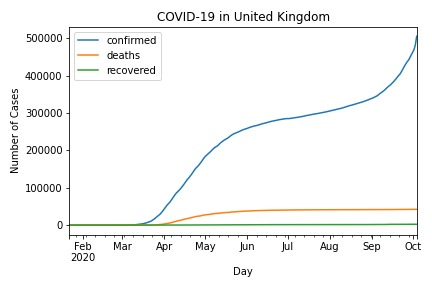 COVID-19 in United Kingdom
confirmed
deaths
recovered
Number of Cases
500000
400000
300000
200000
100000
0
Feb Mar Apr May Jun Jul Aug Sep Oct
2020
Day